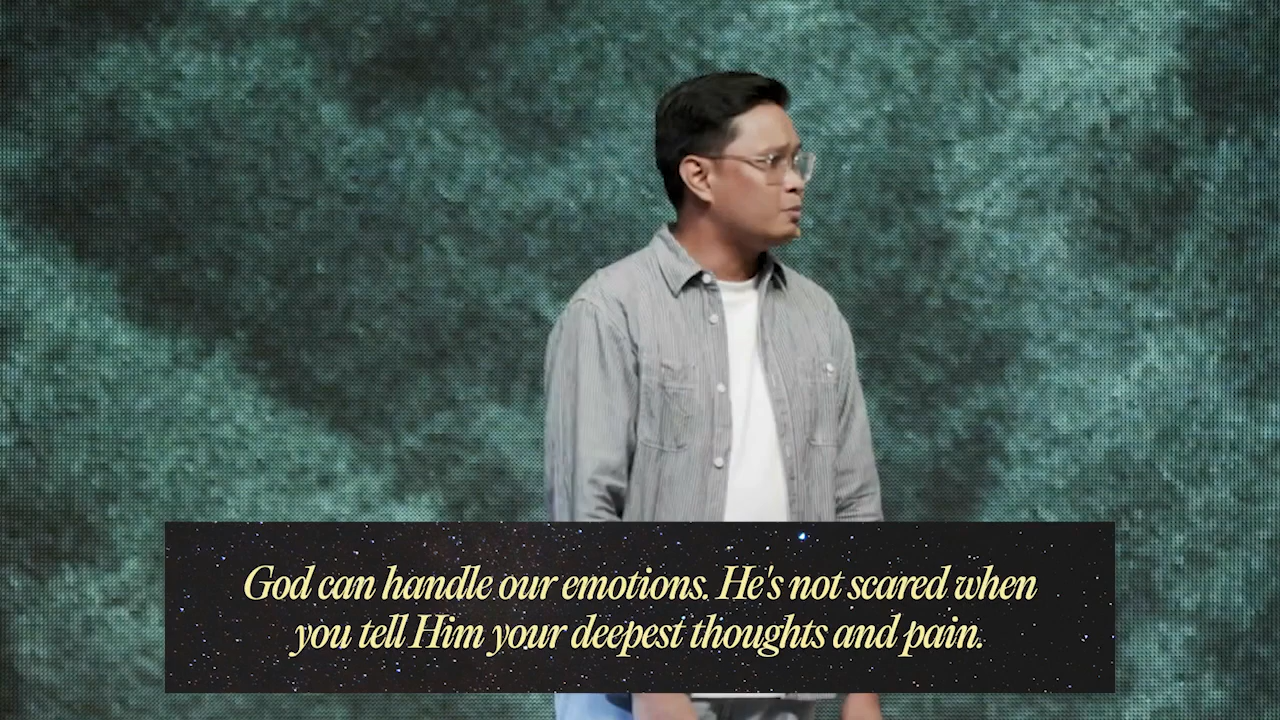 God can handle our emotions. He's not scared when
you tell Him your deepest thoughts and pain.